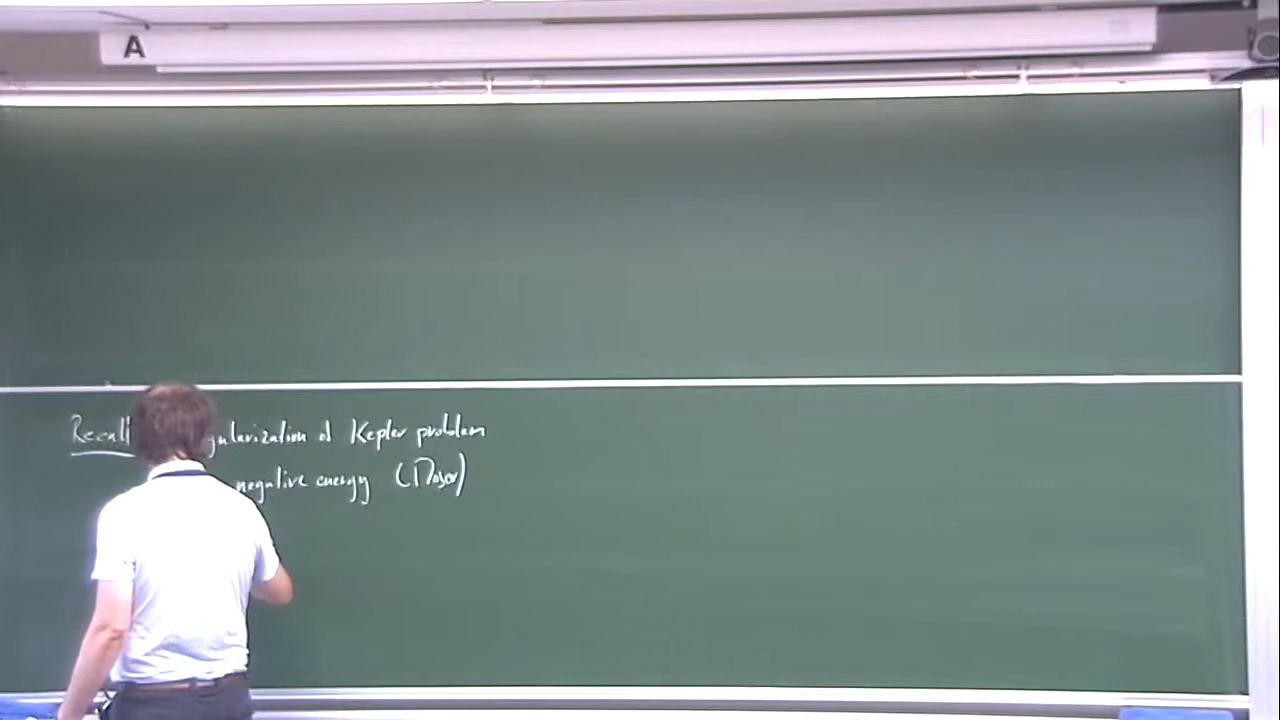 A
Recall gularization of Kepler problem
negative energy (Moser)